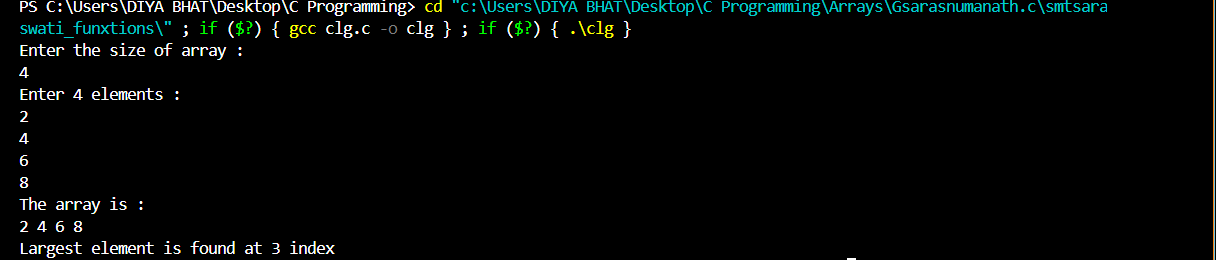 PS C:\Users\DIYA BHAT\Desktop\C Programming> cd "c:\Users\DIYA BHAT\Desktop\C Programming\Arrays\Gsarasnumanath.c\smtsara
swati_funxtions\" ; if ($?) { gcc clg.c -o clg } ; if ($?) { .\clg }
Enter the size of array :
4
Enter 4 elements :
2
4
6
8
The array is :
2 4 6 8
Largest element is found at 3 index